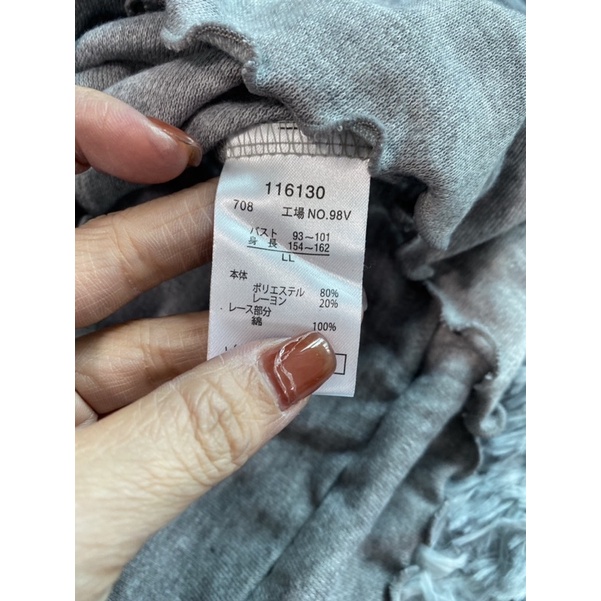 116130
708 工場 NO.98V
バスト 93~101
身長 154~162
LL
本体
ポリエステル 80%
レーヨン 20%
レース部分
綿 100%